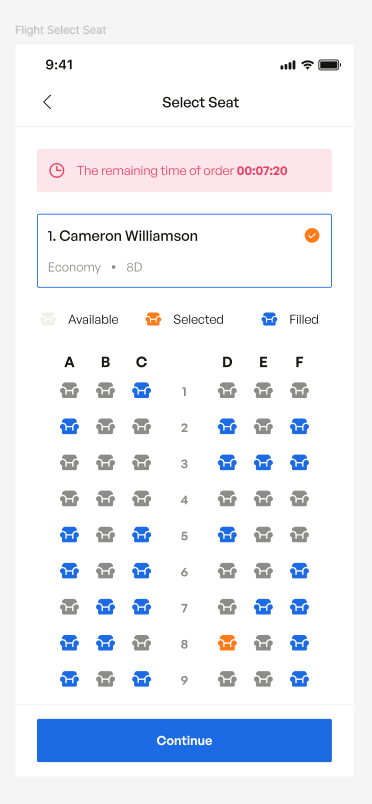 Flight Select Seat
9:41
Select Seat
The remaining time of order 00:07:20
1. Cameron Williamson
Economy • 8D
Available Selected Filled
A B C D E F
1
2
3
4
5
6
7
8
9
Continue